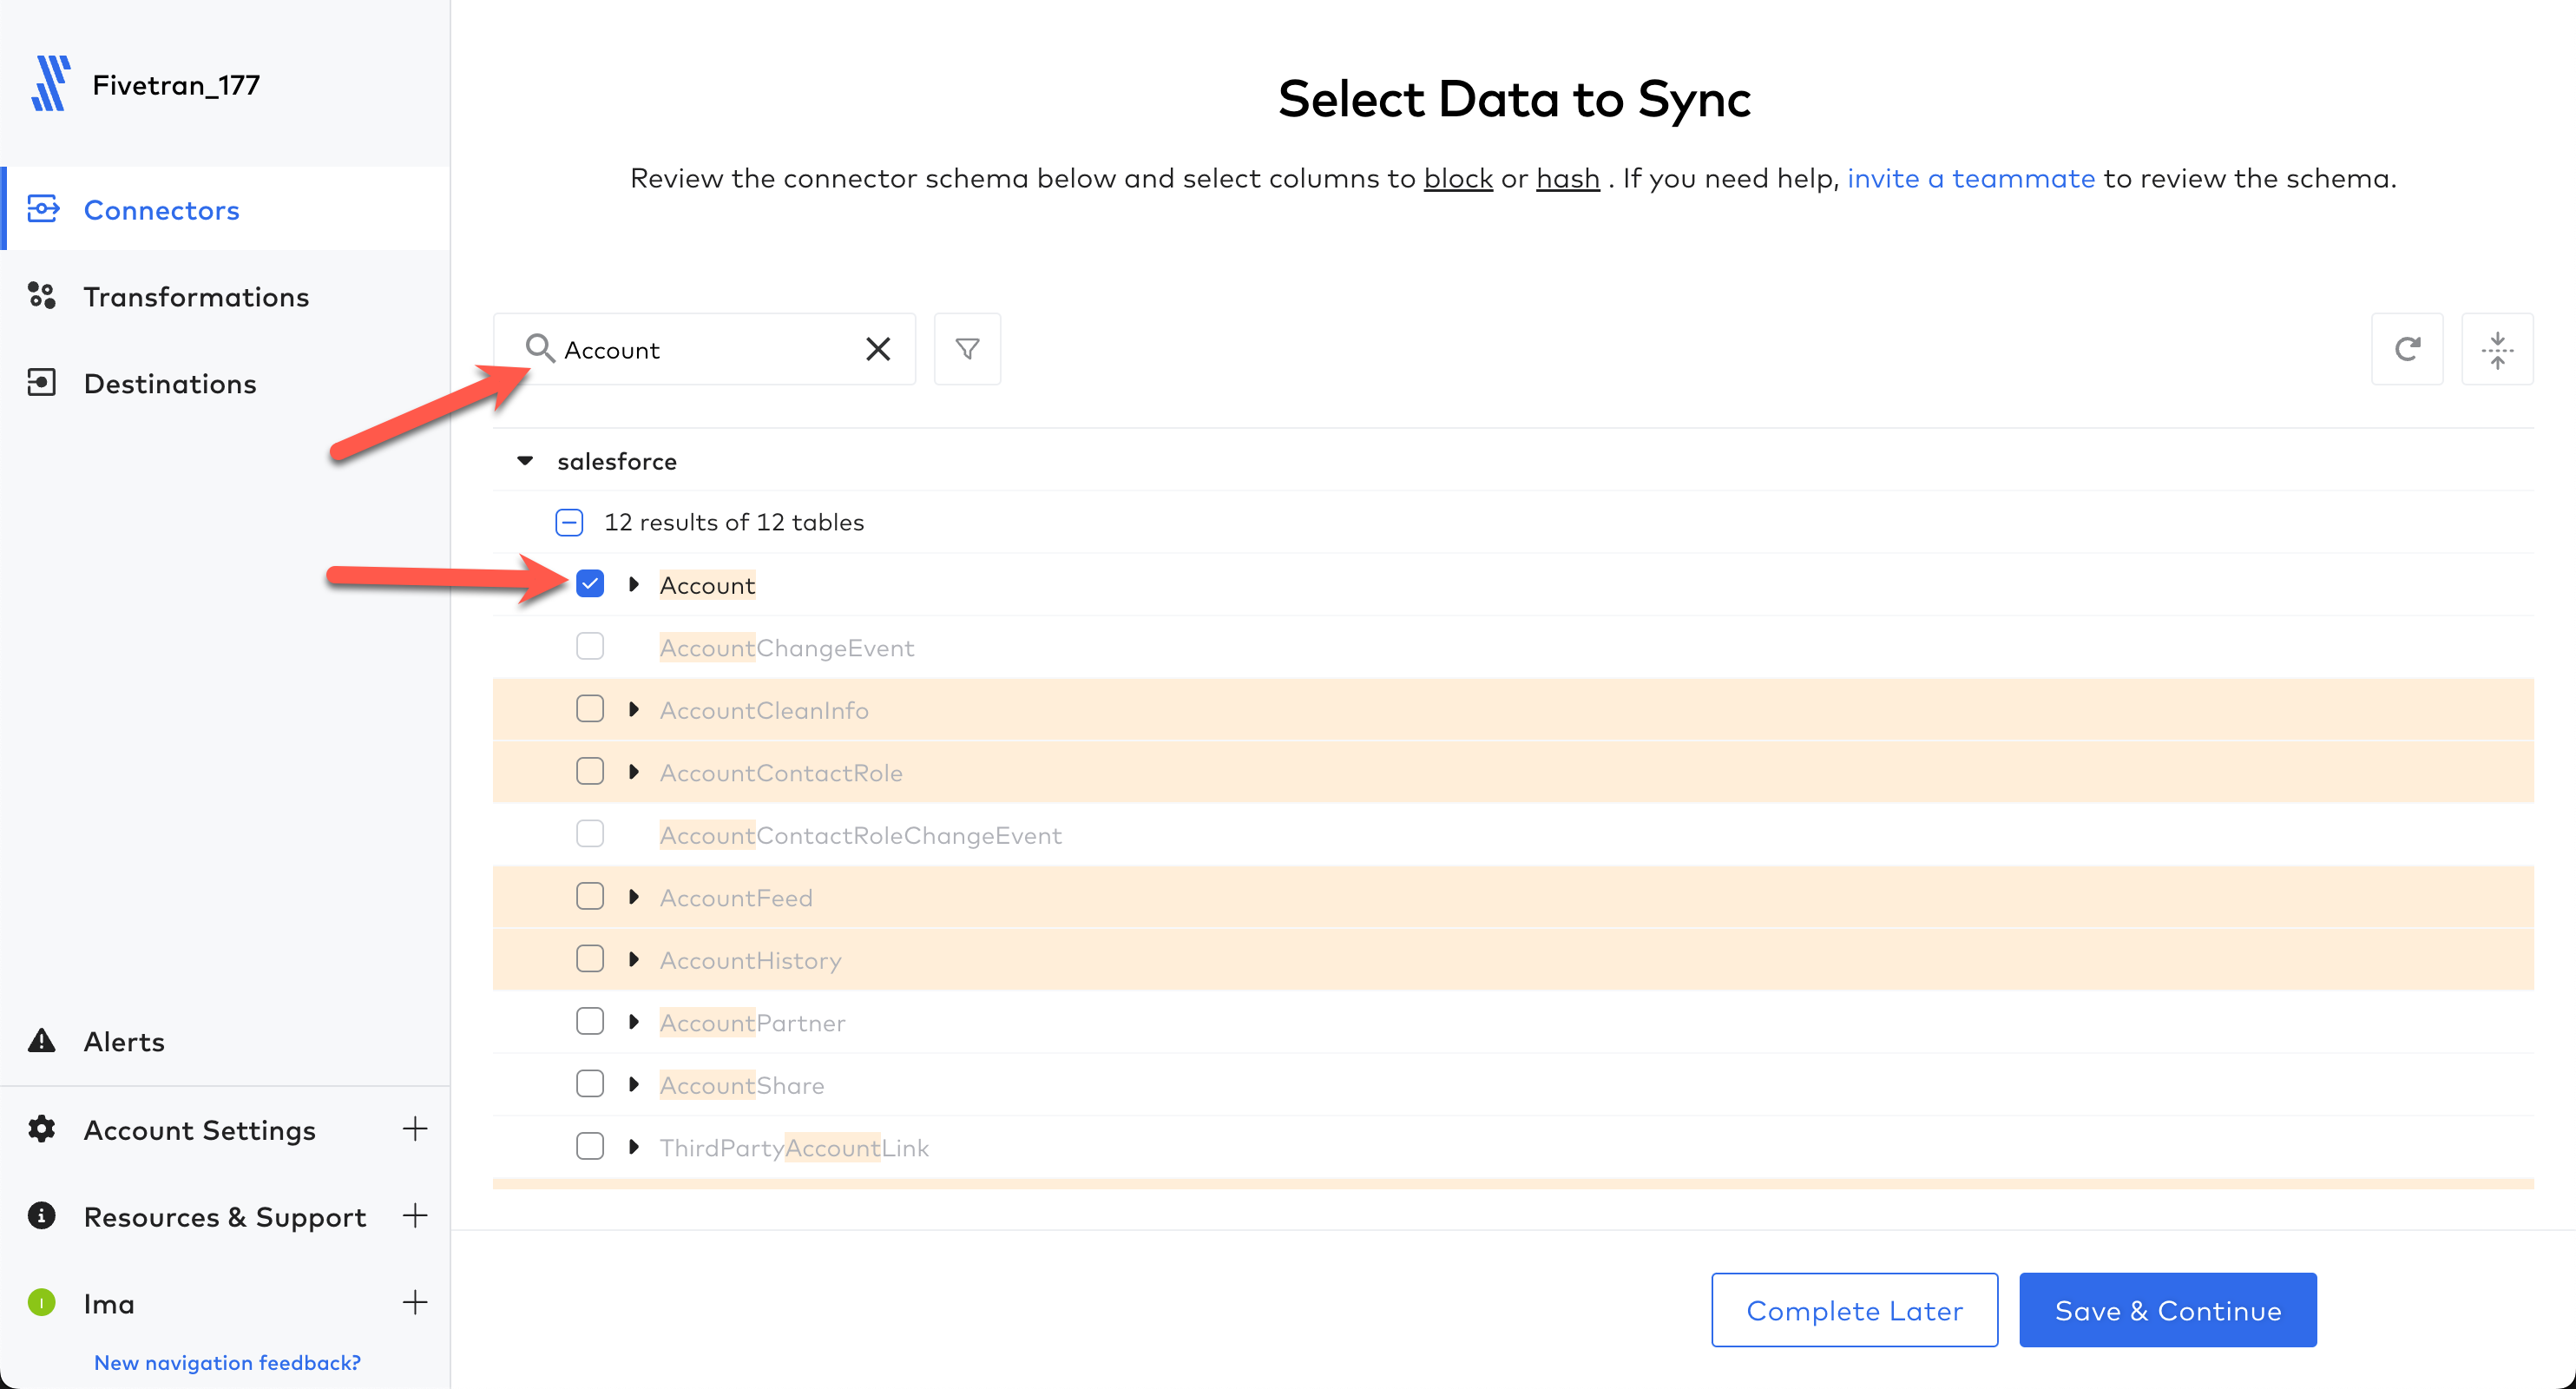 Fivetran_177
Connectors
Transformations
Destinations
Alerts
Account Settings
Resources & Support
I
Ima
New navigation feedback?
Select Data to Sync
Review the connector schema below and select columns to block or hash . If you need help, invite a teammate to review the schema.
Account
salesforce
12 results of 12 tables
Account
AccountChangeEvent
AccountCleanInfo
AccountContactRole
AccountContactRoleChangeEvent
AccountFeed
AccountHistory
AccountPartner
AccountShare
ThirdPartyAccountLink
Complete Later
Save & Continue